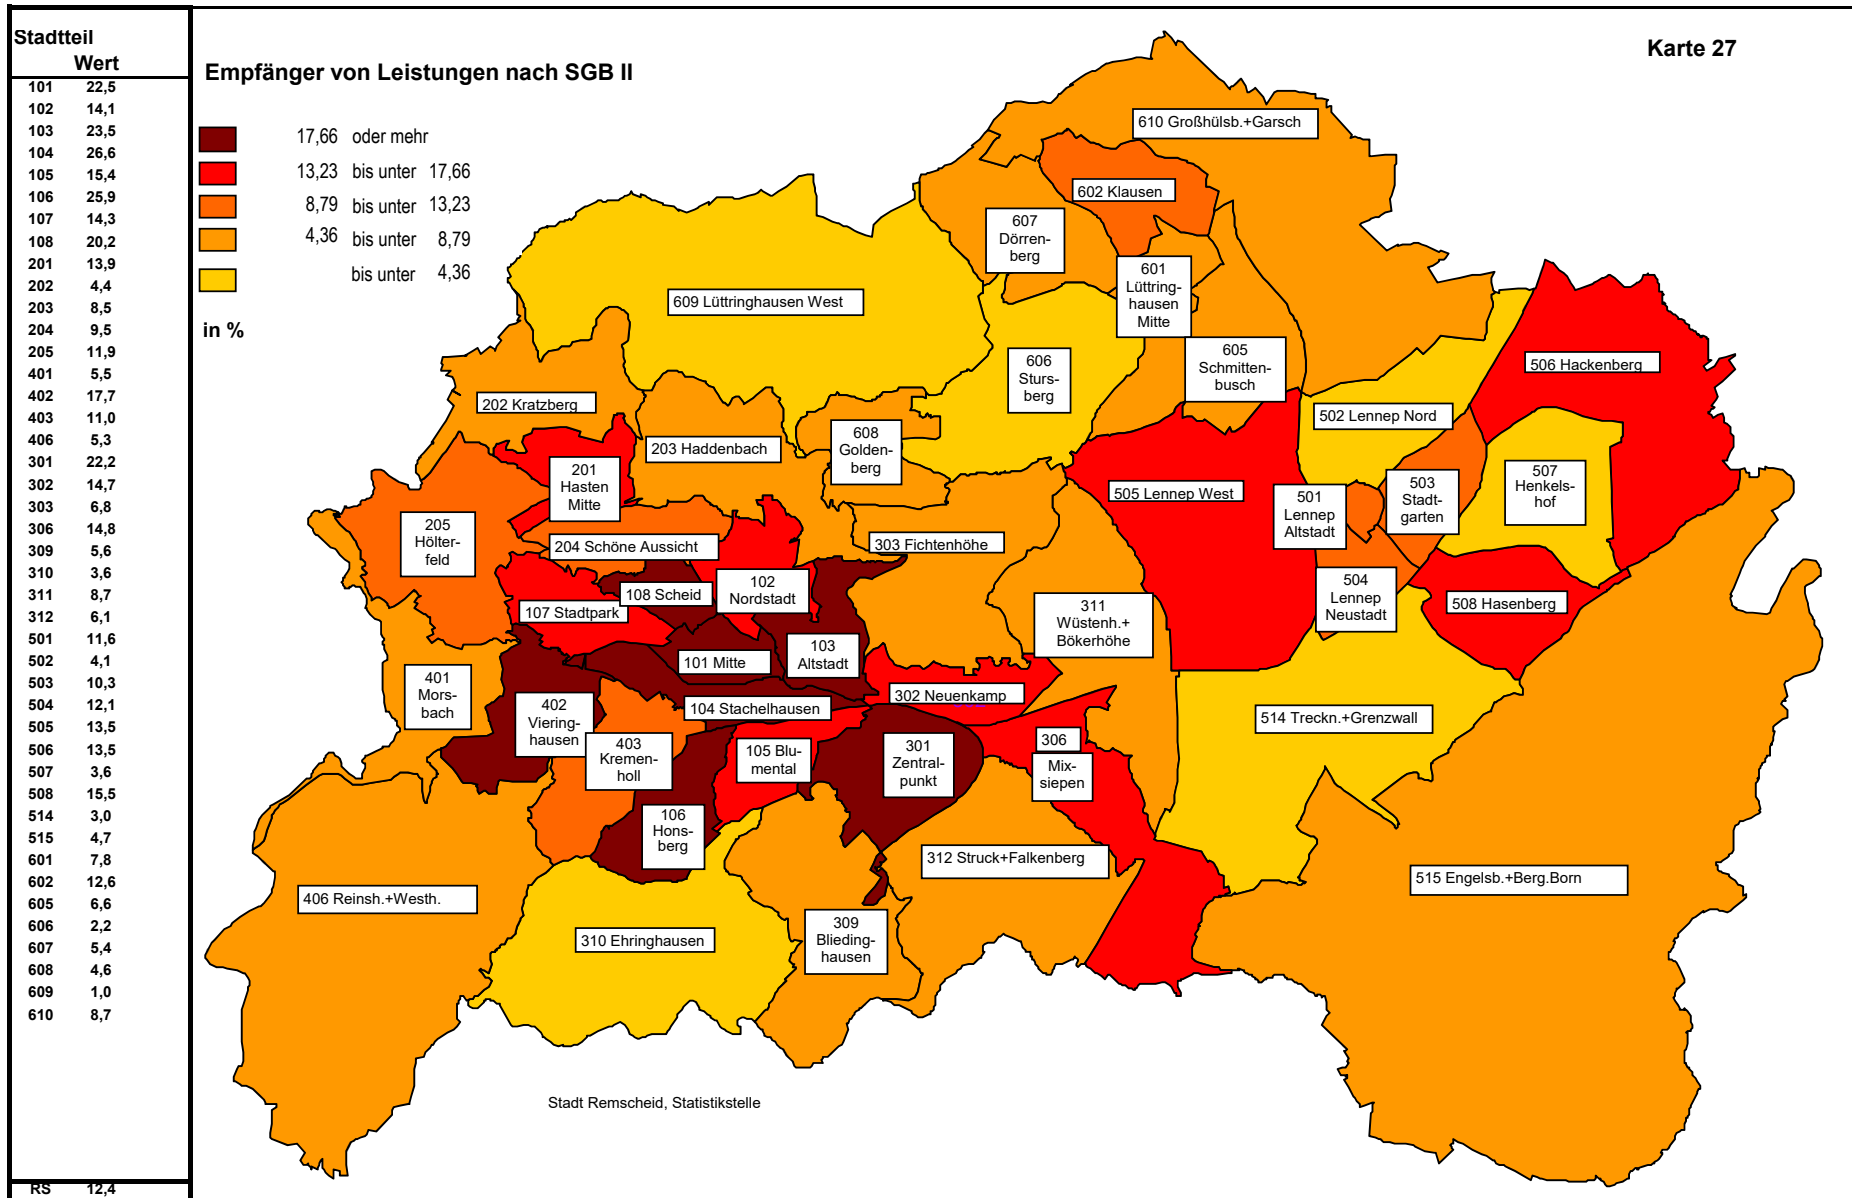 Stadtteil
Wert
101 22,5
102 14,1
103 23,5
104 26,6
105 15,4
106 25,9
107 14,3
108 20,2
201 13,9
202 4,4
203 8,5
204 9,5
205 11,9
401 5,5
402 17,7
403 11,0
406 5,3
301 22,2
302 14,7
303 6,8
306 14,8
309 5,6
310 3,6
311 8,7
312 6,1
501 11,6
502 4,1
503 10,3
504 12,1
505 13,5
506 13,5
507 3,6
508 15,5
514 3,0
515 4,7
601 7,8
602 12,6
605 6,6
606 2,2
607 5,4
608 4,6
609 1,0
610 8,7
RS 12,4
Empfänger von Leistungen nach SGB II
Karte 27
17,66 oder mehr
13,23 bis unter 17,66
8,79 bis unter 13,23
4,36 bis unter 8,79
bis unter 4,36
in %
610 Großhülsb.+Garsch
602 Klausen
607
Dörren-
berg
601
Lüttring-
hausen
Mitte
609 Lüttringhausen West
606
Sturs-
berg
605
Schmitten-
busch
506 Hackenberg
202 Kratzberg
502 Lennep Nord
203 Haddenbach
608
Golden-
berg
201
Hasten
Mitte
507
Henkels-
hof
503
Stadt-
garten
505 Lennep West
501
Lennep
Altstadt
205
Hölter-
feld
204 Schöne Aussicht
303 Fichtenhöhe
102
Nordstadt
108 Scheid
107 Stadtpark
504
Lennep
Neustadt
508 Hasenberg
311
Wüstenh.+
Bökerhöhe
103
Altstadt
101 Mitte
401
Mors-
bach
302 Neuenkamp
104 Stachelhausen
402
Viering-
hausen
514 Treckn.+Grenzwall
403
Kremen-
holl
105 Blu-
mental
301
Zentral-
punkt
306
Mix-
siepen
106
Hons-
berg
312 Struck+Falkenberg
515 Engelsb.+Berg.Born
406 Reinsh.+Westh.
310 Ehringhausen
309
Blieding-
hausen
Stadt Remscheid, Statistikstelle